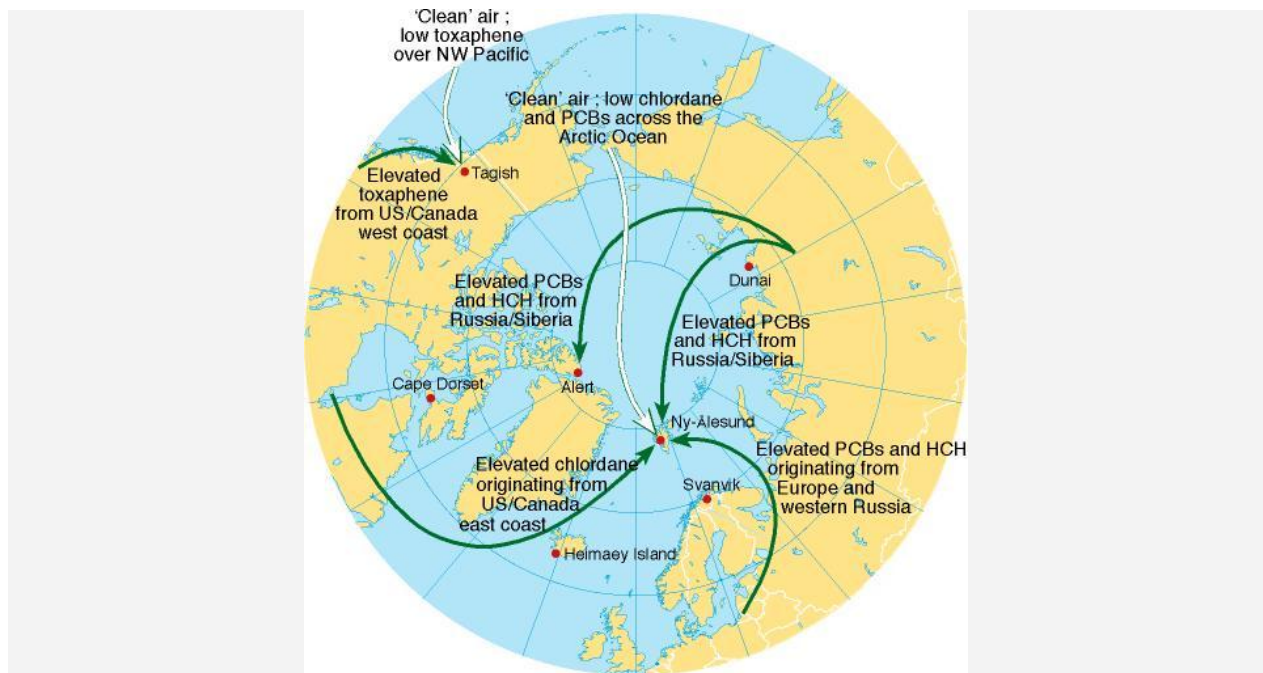 ‘Clean’ air ;
low toxaphene
over NW Pacific
‘Clean’ air ; low chlordane
and PCBs across the
Arctic Ocean
Tagish
Elevated
toxaphene
from US/Canada
west coast
Dunai
Elevated PCBs
and HCH from
Russia/Siberia
Elevated PCBs
and HCH from
Russia/Siberia
Cape Dorset
Alert
Ny-Ålesund
Elevated PCBs and HCH
originating from
Europe and
western Russia
Elevated chlordane
originating from
US/Canada
east coast
Svanvik
Heimaey Island